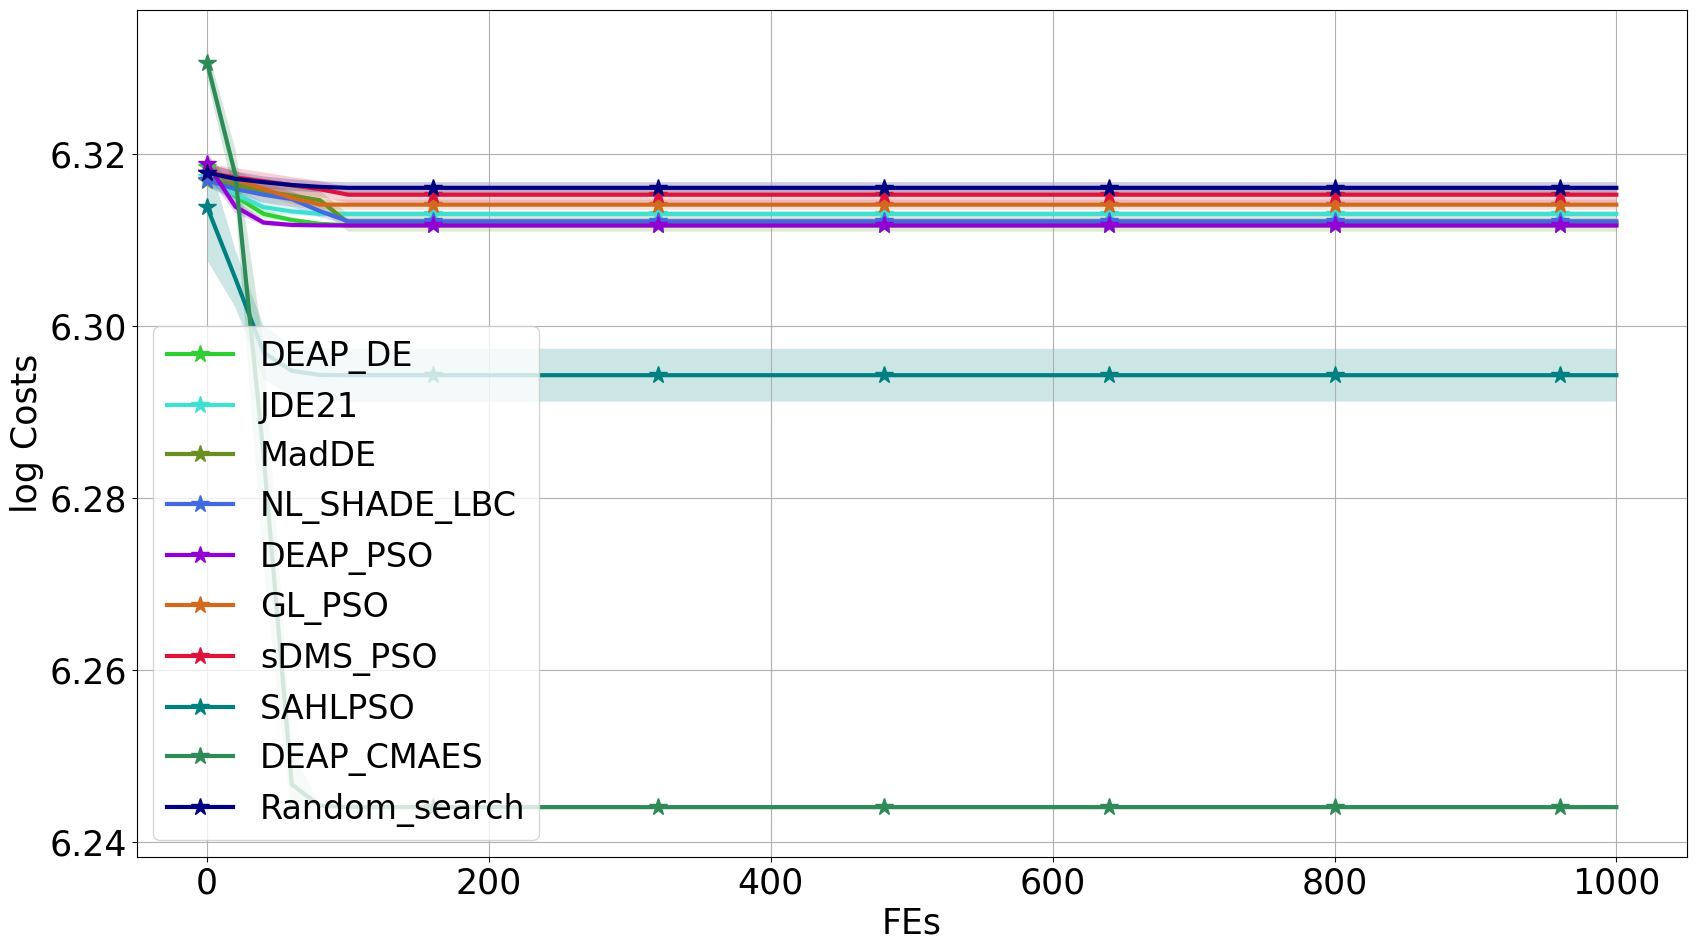 log Costs
6.32
6.30
6.28
6.26
6.24
DEAP_DE
JDE21
MadDE
NL_SHADE_LBC
DEAP_PSO
GL_PSO
sDMS_PSO
SAHLPSO
DEAP_CMAES
Random_search
0 200 400 600 800 1000
FEs